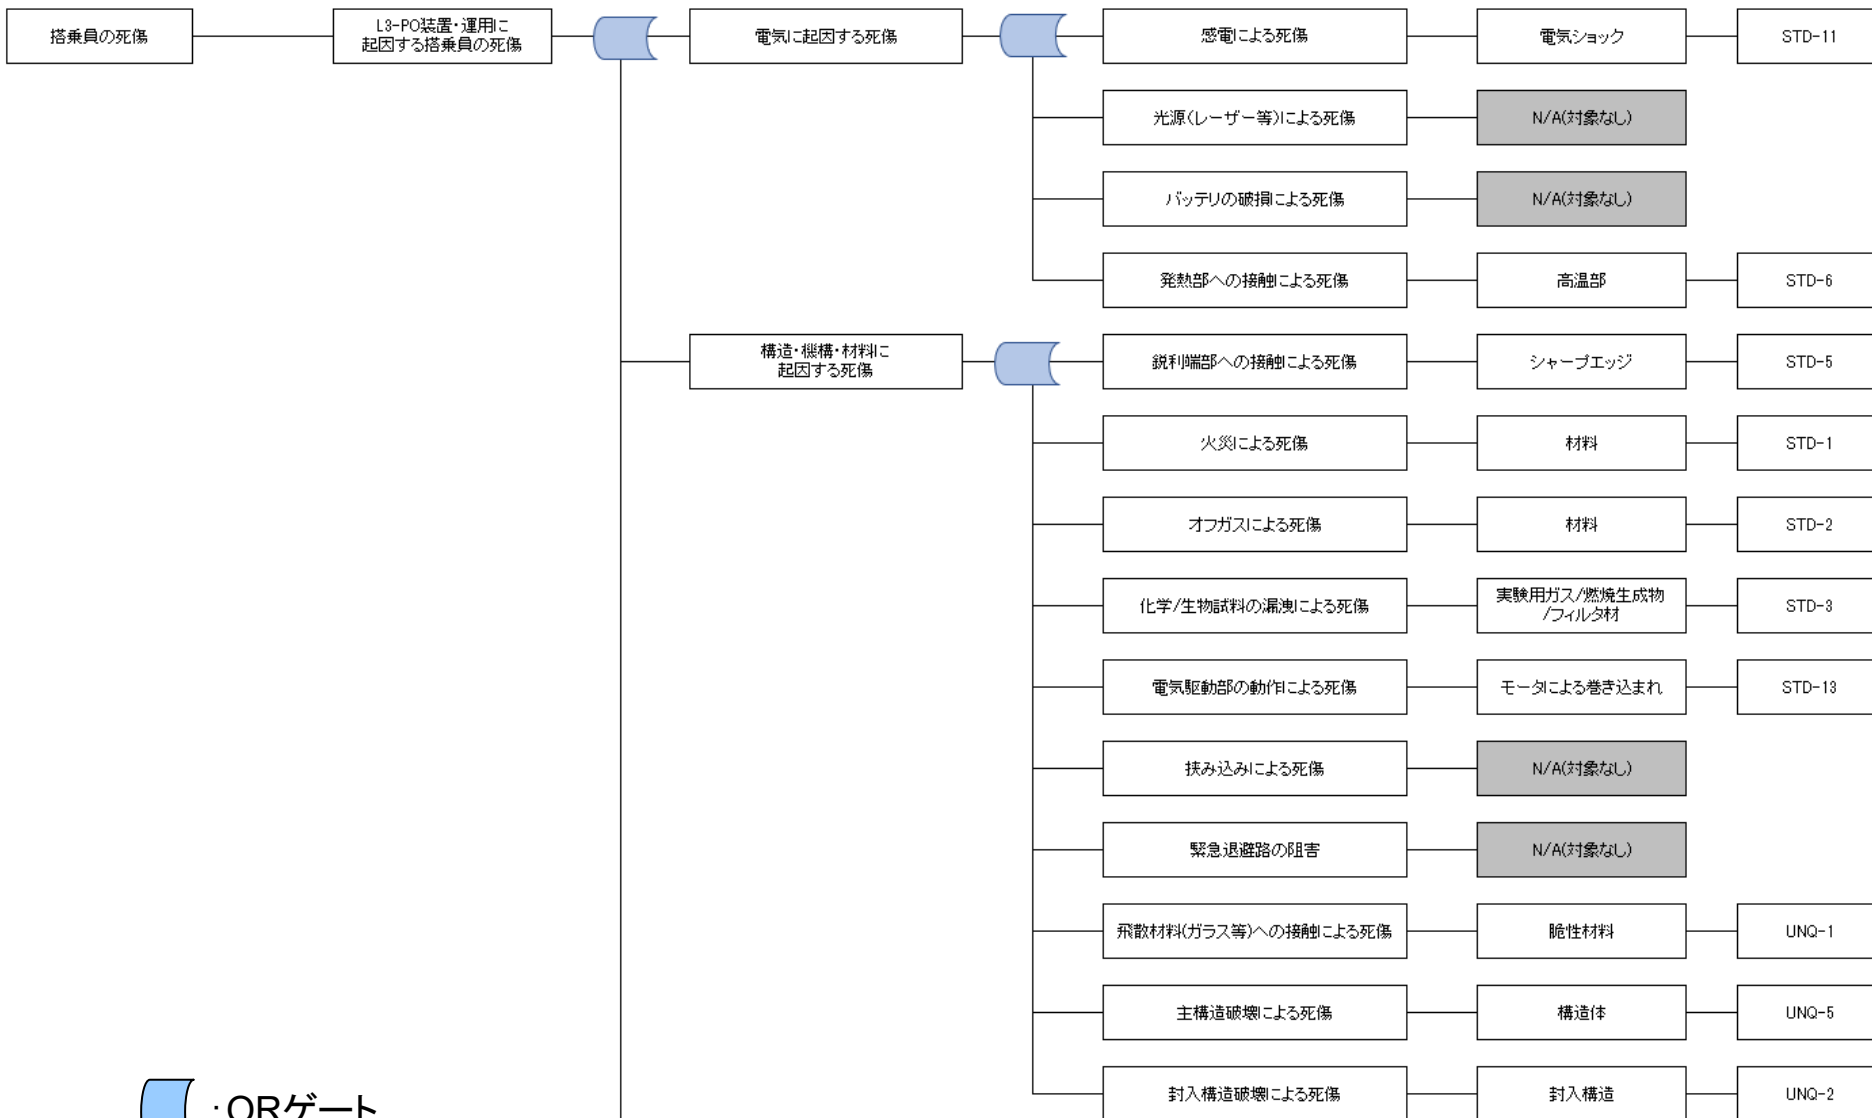 搭乗員の死傷
L3-PO装置・運用に
起因する搭乗員の死傷
電気に起因する死傷
感電による死傷
電気ショック
STD-11
光源(レーザー等)による死傷
N/A(対象なし)
バッテリの破損による死傷
N/A(対象なし)
発熱部への接触による死傷
高温部
STD-6
構造・機構・材料に
起因する死傷
鋭利端部への接触による死傷
シャープエッジ
STD-5
火災による死傷
材料
STD-1
オフガスによる死傷
材料
STD-2
化学/生物試料の漏洩による死傷
実験用ガス/燃焼生成物
/フィルタ材
STD-3
電気駆動部の動作による死傷
モータによる巻き込まれ
STD-13
挟み込みによる死傷
N/A(対象なし)
緊急退避路の阻害
N/A(対象なし)
飛散材料(ガラス等)への接触による死傷
脆性材料
UNQ-1
主構造破壊による死傷
構造体
UNQ-5
封入構造破壊による死傷
封入構造
UNQ-2
:ORゲート